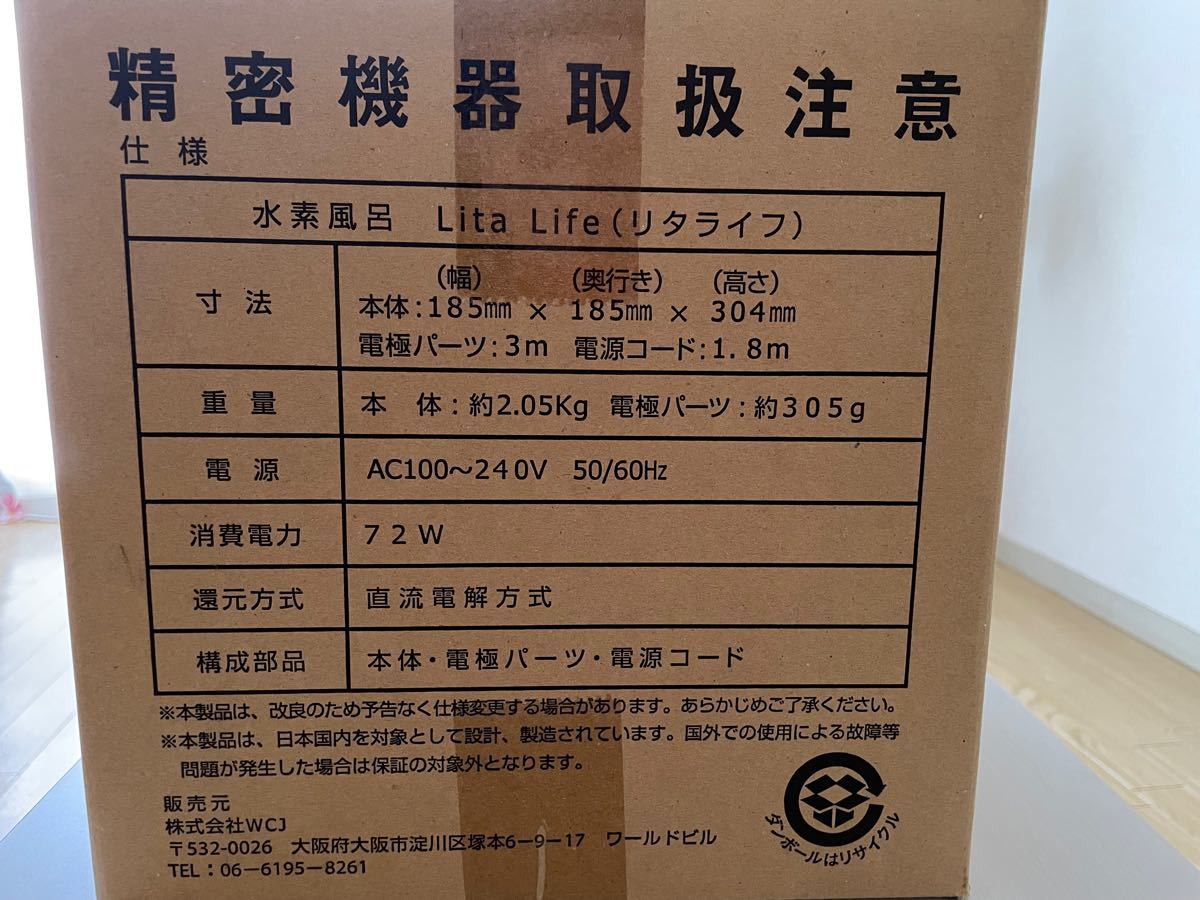 精密機器取扱注意
仕様
水素風呂 Lita Life(リタライフ)
寸法
(幅) (奥行き) (高さ)
本体:185㎜ × 185㎜ × 304㎜
電極パーツ:3m 電源コード:1.8m
重量
本 体:約2.05Kg 電極パーツ:約305g
電源
AC100〜240V 50/60Hz
消費電力
72W
還元方式
直流電解方式
構成部品
本体・電極パーツ・電源コード
※本製品は、改良のため予告なく仕様変更する場合があります。あらかじめご了承ください。
※本製品は、日本国内を対象として設計、製造されています。国外での使用による故障等
問題が発生した場合は保証の対象外となります。
販売元
株式会社WCJ
〒532-0026 大阪府大阪市淀川区塚本6-9-17 ワールドビル
TEL:06-6195-8261
ダンボールはリサイクル